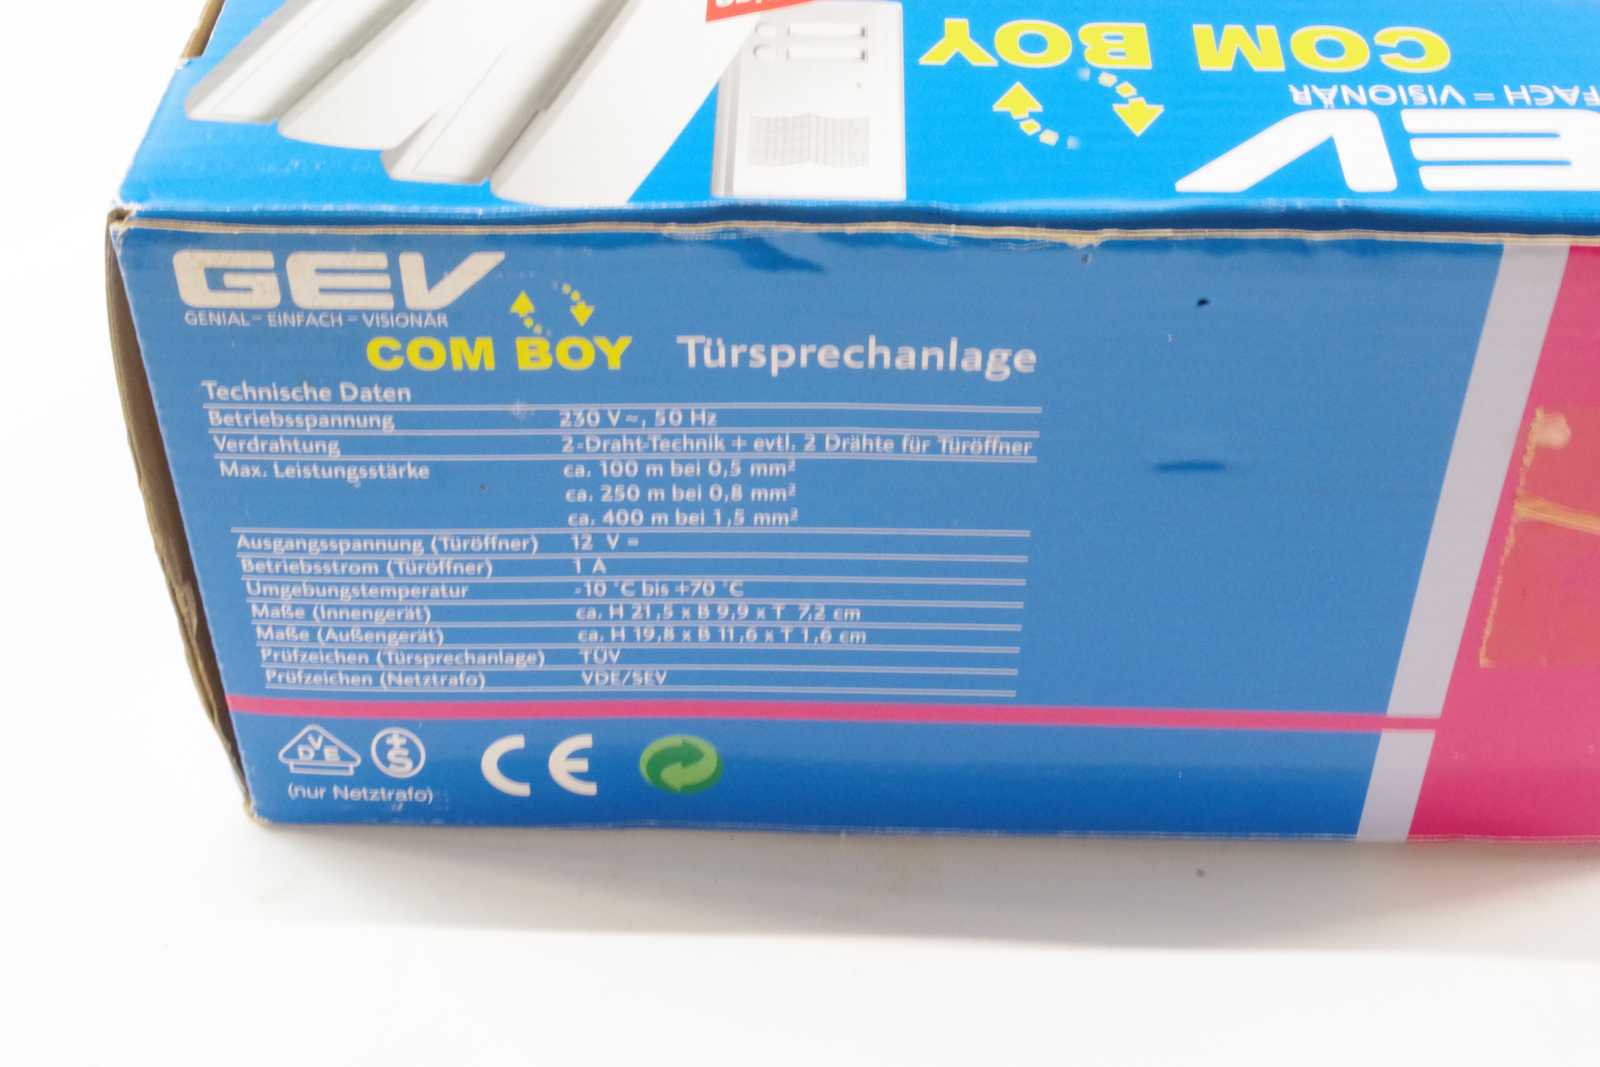 COM BOY
FACH = VISIONÄR
EV
GEV
GENIAL - EINFACH - VISIONÄR
COM BOY Türsprechanlage
Technische Daten
Betriebsspannung 230 V ~, 50 Hz
Verdrahtung 2-Draht-Technik + evtl. 2 Drähte für Türöffner
Max. Leistungsstärke ca. 100 m bei 0,5 mm²
ca. 250 m bei 0,8 mm²
ca. 400 m bei 1,5 mm²
Ausgangsspannung (Türöffner) 12 V =
Betriebsstrom (Türöffner) 1 A
Umgebungstemperatur -10 °C bis +70 °C
Maße (Innengerät) ca. H 21,5 x B 9,9 x T 7,2 cm
Maße (Außengerät) ca. H 19,8 x B 11,6 x T 1,6 cm
Prüfzeichen (Türsprechanlage) TÜV
Prüfzeichen (Netztrafo) VDE/SEV
VDE +S CE
(nur Netztrafo)